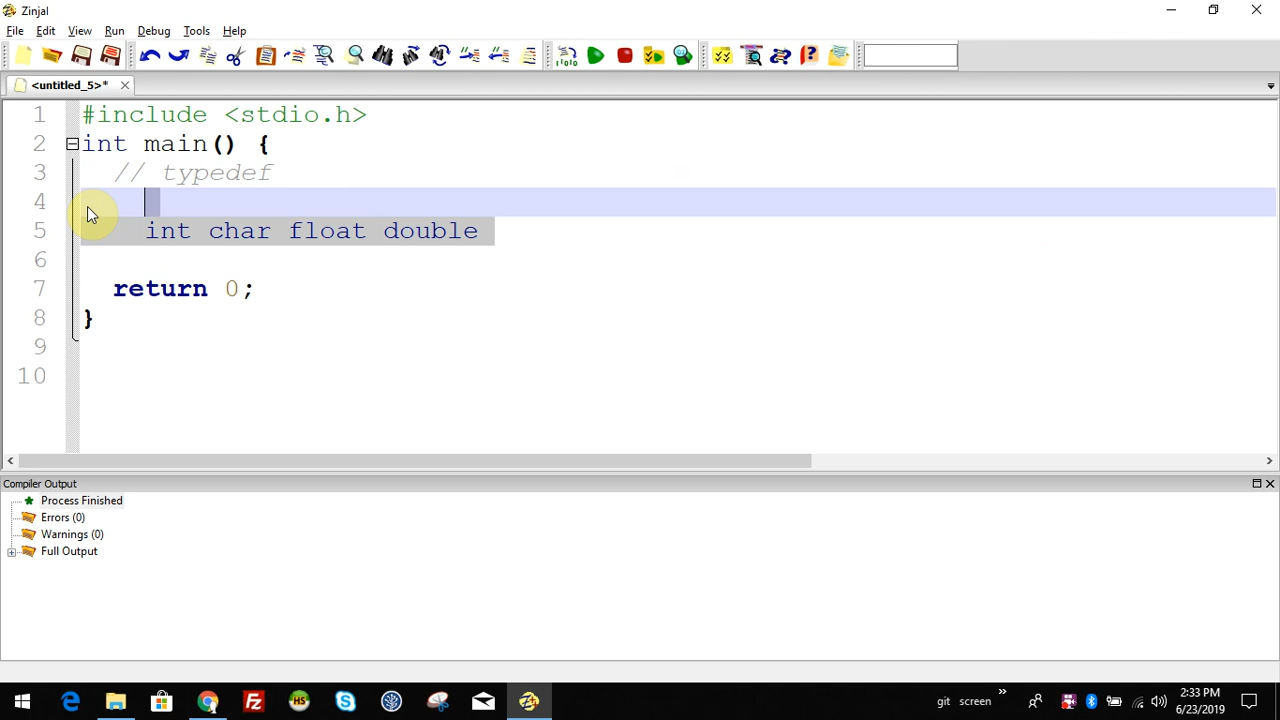 Zinjal
File Edit View Run Debug Tools Help
<untitled_5>*
1 #include <stdio.h>
2 int main() {
3 // typedef
4
5 int char float double
6
7 return 0;
8 }
9
10
Compiler Output
Process Finished
Errors (0)
Warnings (0)
Full Output
git screen
2:33 PM
6/23/2019